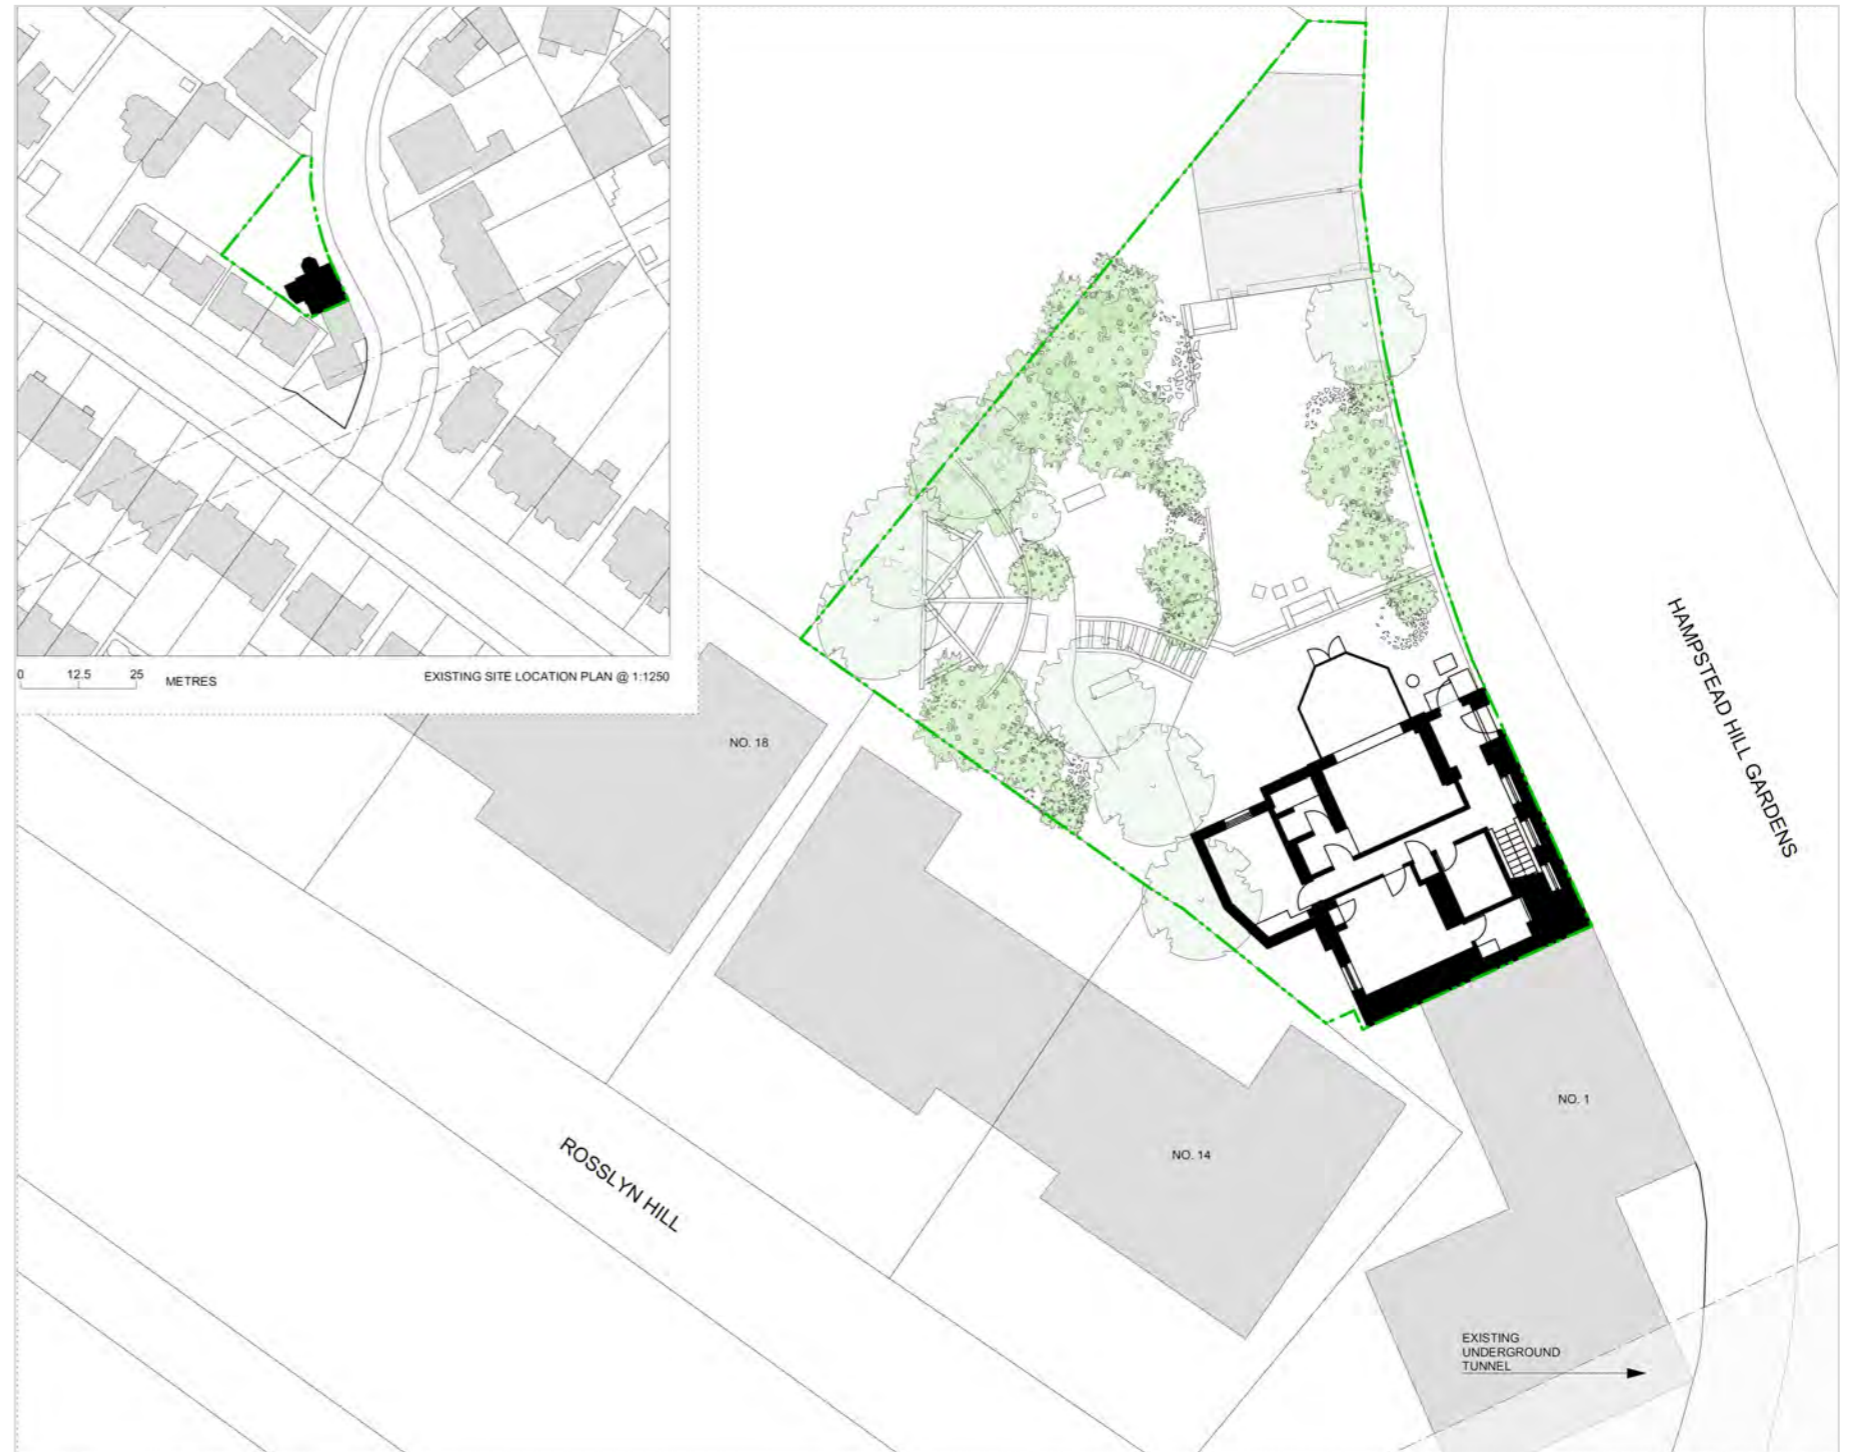 0 12.5 25 METRES EXISTING SITE LOCATION PLAN @ 1:1250
HAMPSTEAD HILL GARDENS
NO. 18
NO. 1
NO. 14
ROSSLYN HILL
EXISTING
UNDERGROUND
TUNNEL